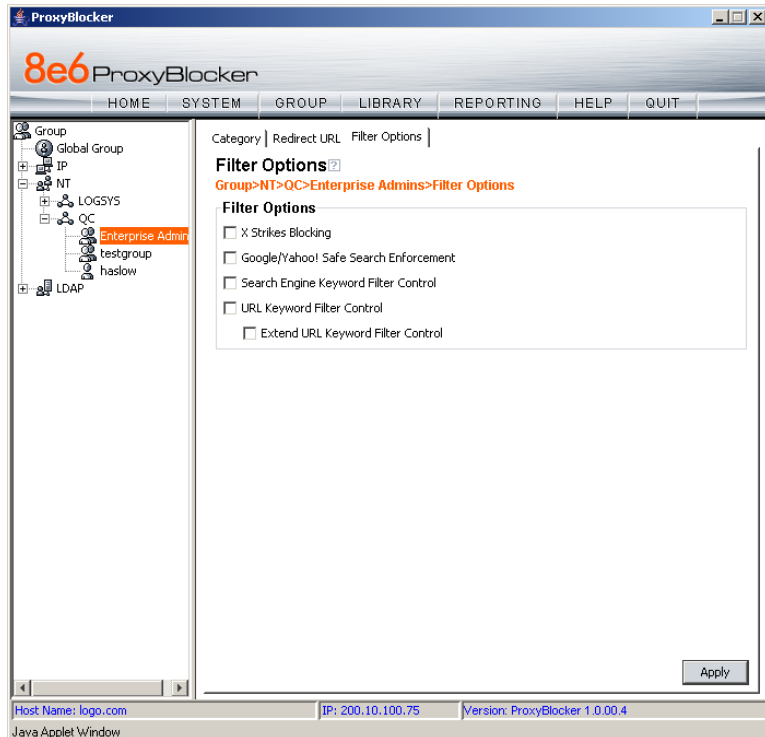 ProxyBlocker
8e6 ProxyBlocker
HOME SYSTEM GROUP LIBRARY REPORTING HELP QUIT
Group
Global Group
IP
NT
LOGSYS
QC
Enterprise Admin
testgroup
haslow
LDAP
Category Redirect URL Filter Options
Filter Options ?
Group>NT>QC>Enterprise Admins>Filter Options
Filter Options
X Strikes Blocking
Google/Yahoo! Safe Search Enforcement
Search Engine Keyword Filter Control
URL Keyword Filter Control
Extend URL Keyword Filter Control
Apply
Host Name: logo.com IP: 200.10.100.75 Version: ProxyBlocker 1.0.00.4
Java Applet Window